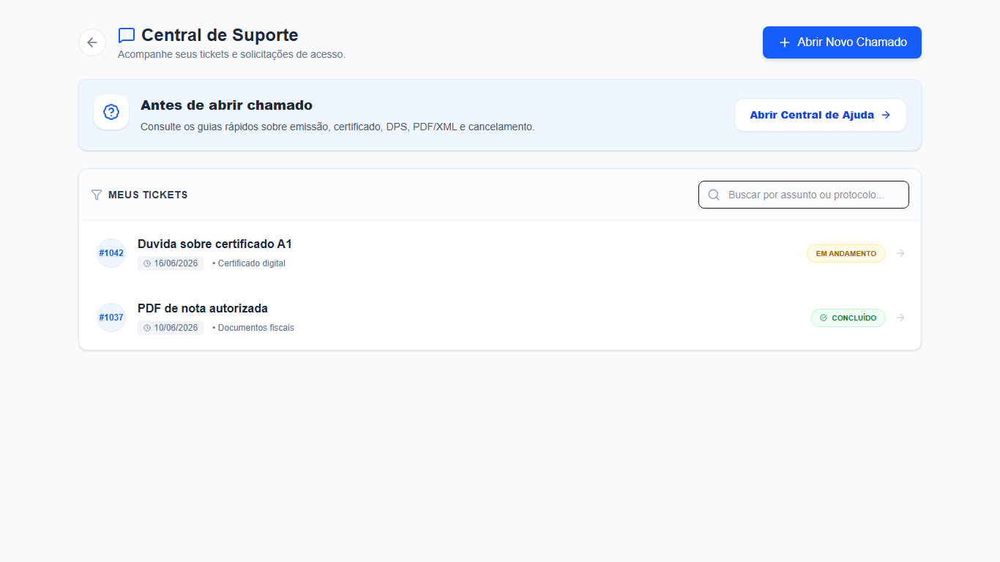 Central de Suporte
Acompanhe seus tickets e solicitações de acesso.
Abrir Novo Chamado
Antes de abrir chamado
Consulte os guias rápidos sobre emissão, certificado, DPS, PDF/XML e cancelamento.
Abrir Central de Ajuda
MEUS TICKETS
Buscar por assunto ou protocolo...
#1042
Duvida sobre certificado A1
16/06/2026 • Certificado digital
EM ANDAMENTO
#1037
PDF de nota autorizada
10/06/2026 • Documentos fiscais
CONCLUÍDO